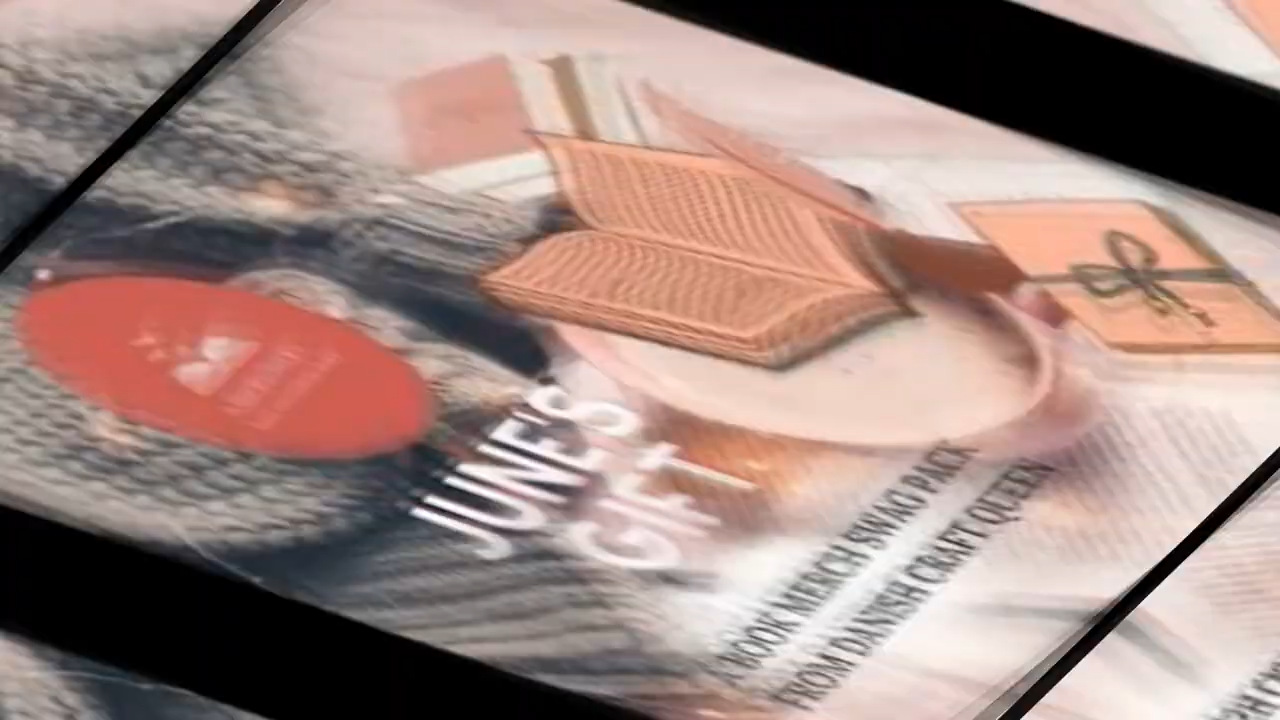 JUNE'S
GIFT
A BOOK MERCH SWAG PACK
FROM DANISH CRAFT QUEEN